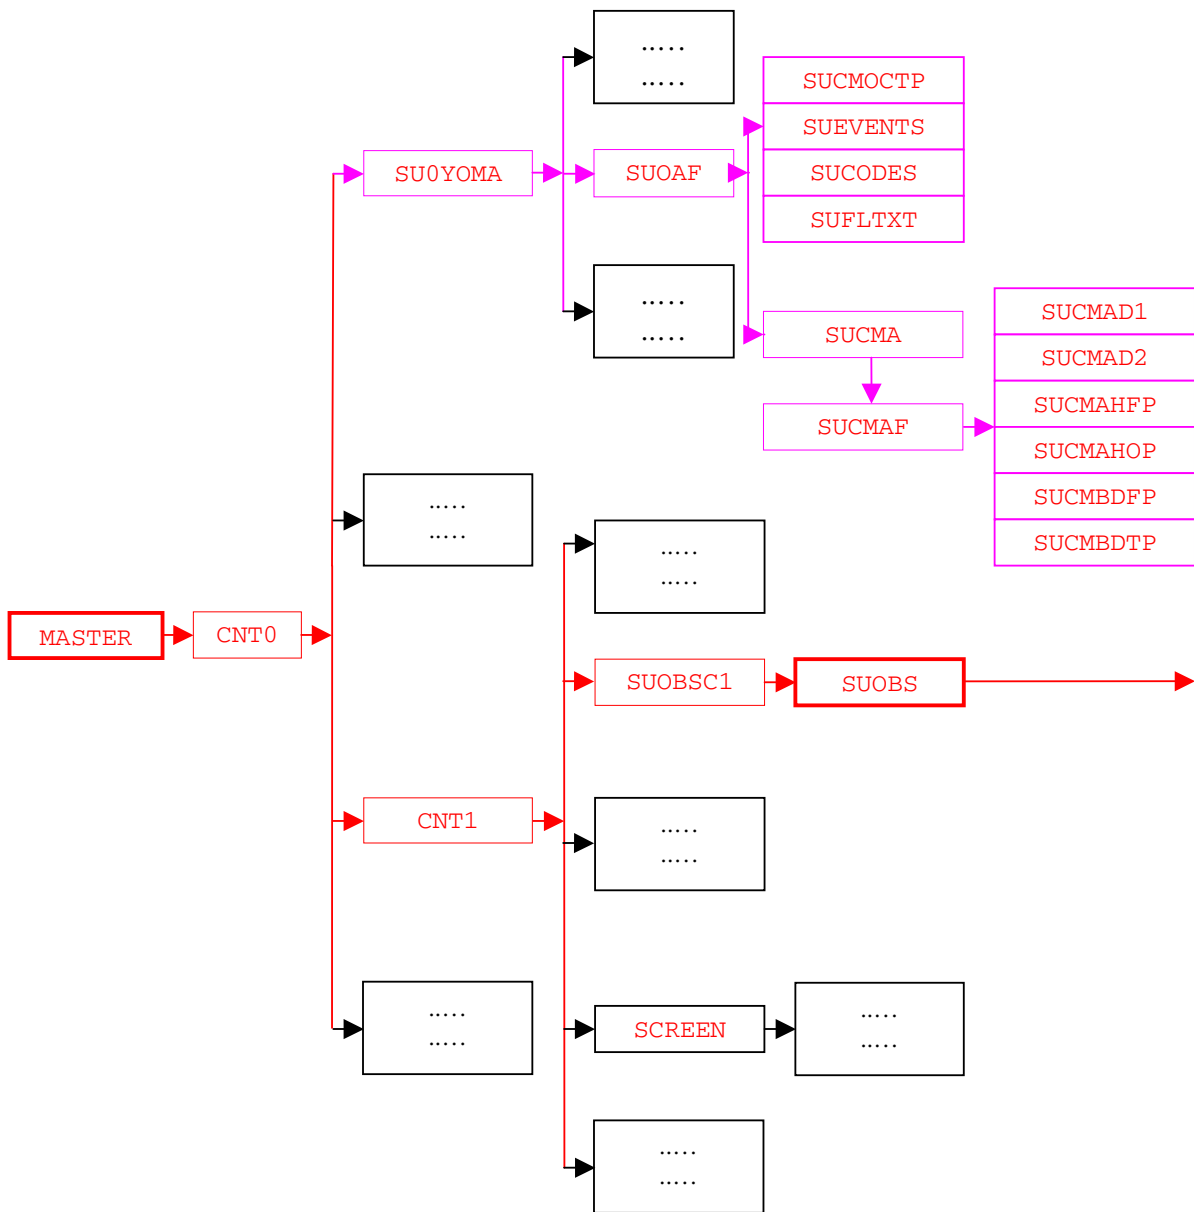 .....
.....
SUCMOCTP
SUEVENTS
SU0YOMA
SUOAF
SUCODES
SUFLTXT
.....
.....
SUCMA
SUCMAF
SUCMAD1
SUCMAD2
SUCMAHFP
SUCMAHOP
SUCMBDFP
SUCMBDTP
.....
.....
.....
.....
MASTER
CNT0
SUOBSC1
SUOBS
CNT1
.....
.....
.....
.....
SCREEN
.....
.....
.....
.....